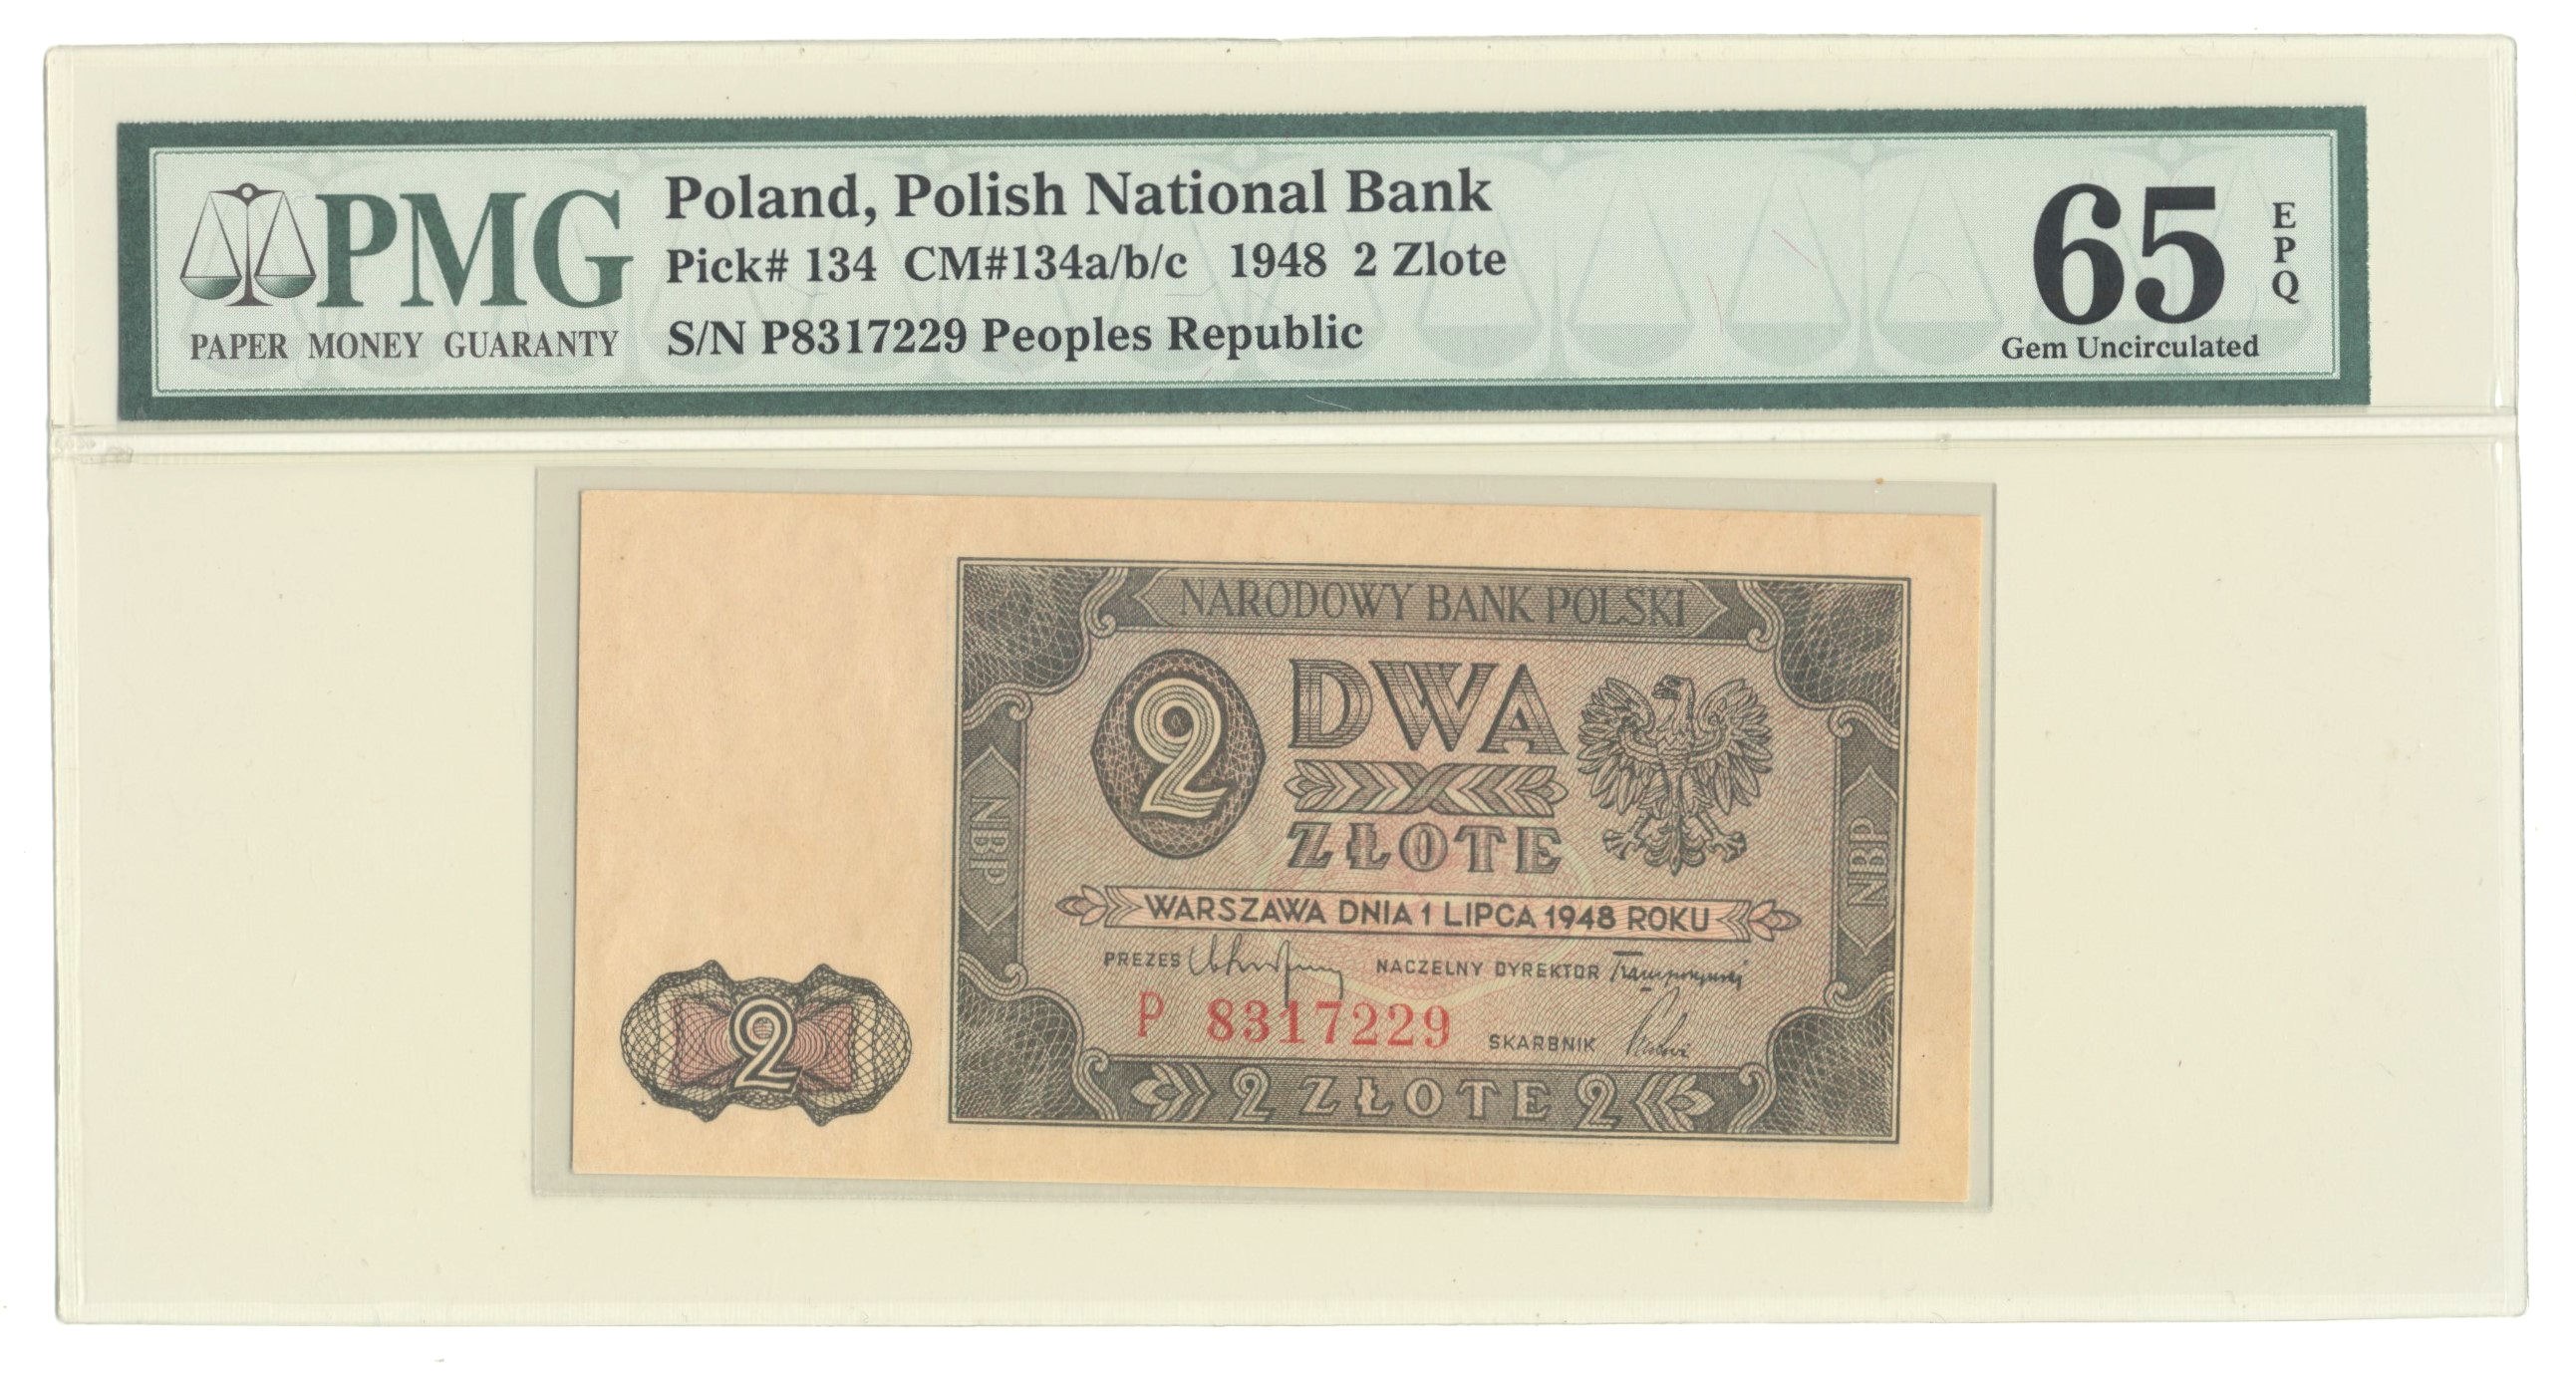 PMG
PAPER MONEY GUARANTY
Poland, Polish National Bank
Pick# 134 CM#134a/b/c 1948 2 Zlote
S/N P8317229 Peoples Republic
65
EPQ
Gem Uncirculated
NARODOWY BANK POLSKI
2 DWA
ZŁOTE
NBP
NBP
WARSZAWA DNIA 1 LIPCA 1948 ROKU
PREZES NACZELNY DYREKTOR
P 8317229 SKARBNIK
2
2 ZŁOTE 2